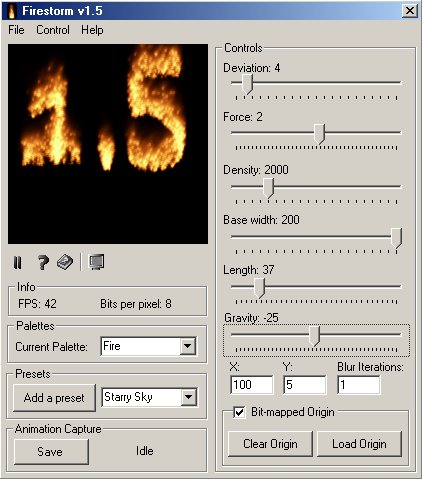 Firestorm v1.5
File Control Help
1.5
Info
FPS: 42 Bits per pixel: 8
Palettes
Current Palette: Fire
Presets
Add a preset Starry Sky
Animation Capture
Save Idle
Controls
Deviation: 4
Force: 2
Density: 2000
Base width: 200
Length: 37
Gravity: -25
X: Y: Blur Iterations:
100 5 1
Bit-mapped Origin
Clear Origin Load Origin